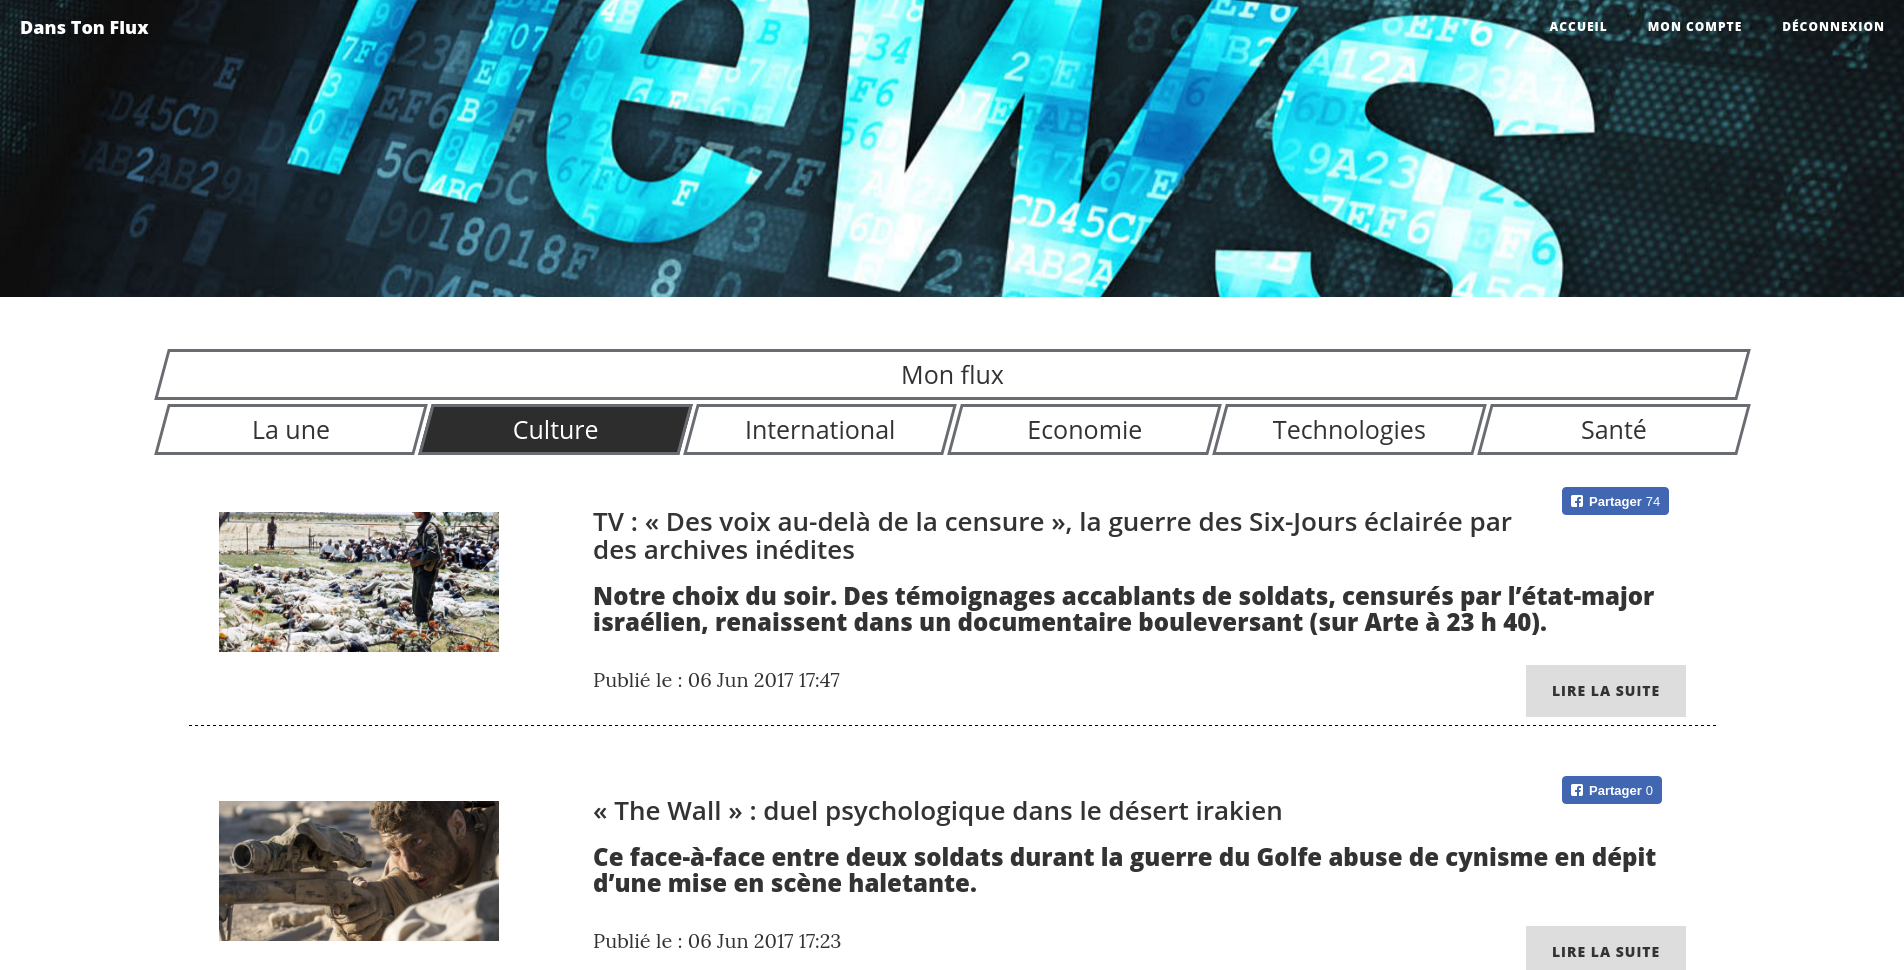 Dans Ton Flux
ACCUEIL
MON COMPTE
DÉCONNEXION
news
Mon flux
La une
Culture
International
Economie
Technologies
Santé
Partager 74
TV : « Des voix au-delà de la censure », la guerre des Six-Jours éclairée par
des archives inédites
Notre choix du soir. Des témoignages accablants de soldats, censurés par l’état-major
israélien, renaissent dans un documentaire bouleversant (sur Arte à 23 h 40).
Publié le : 06 Jun 2017 17:47
LIRE LA SUITE
Partager 0
« The Wall » : duel psychologique dans le désert irakien
Ce face-à-face entre deux soldats durant la guerre du Golfe abuse de cynisme en dépit
d’une mise en scène haletante.
Publié le : 06 Jun 2017 17:23
LIRE LA SUITE